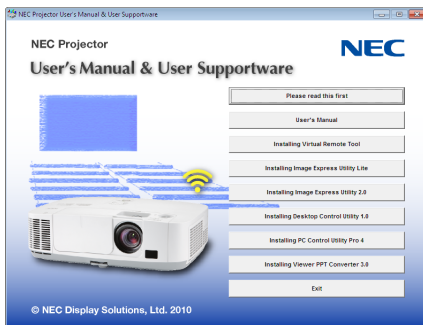 NEC Projector User's Manual & User Supportware
NEC Projector
NEC
User's Manual & User Supportware
Please read this first
User's Manual
Installing Virtual Remote Tool
Installing Image Express Utility Lite
Installing Image Express Utility 2.0
Installing Desktop Control Utility 1.0
Installing PC Control Utility Pro 4
Installing Viewer PPT Converter 3.0
Exit
© NEC Display Solutions, Ltd. 2010